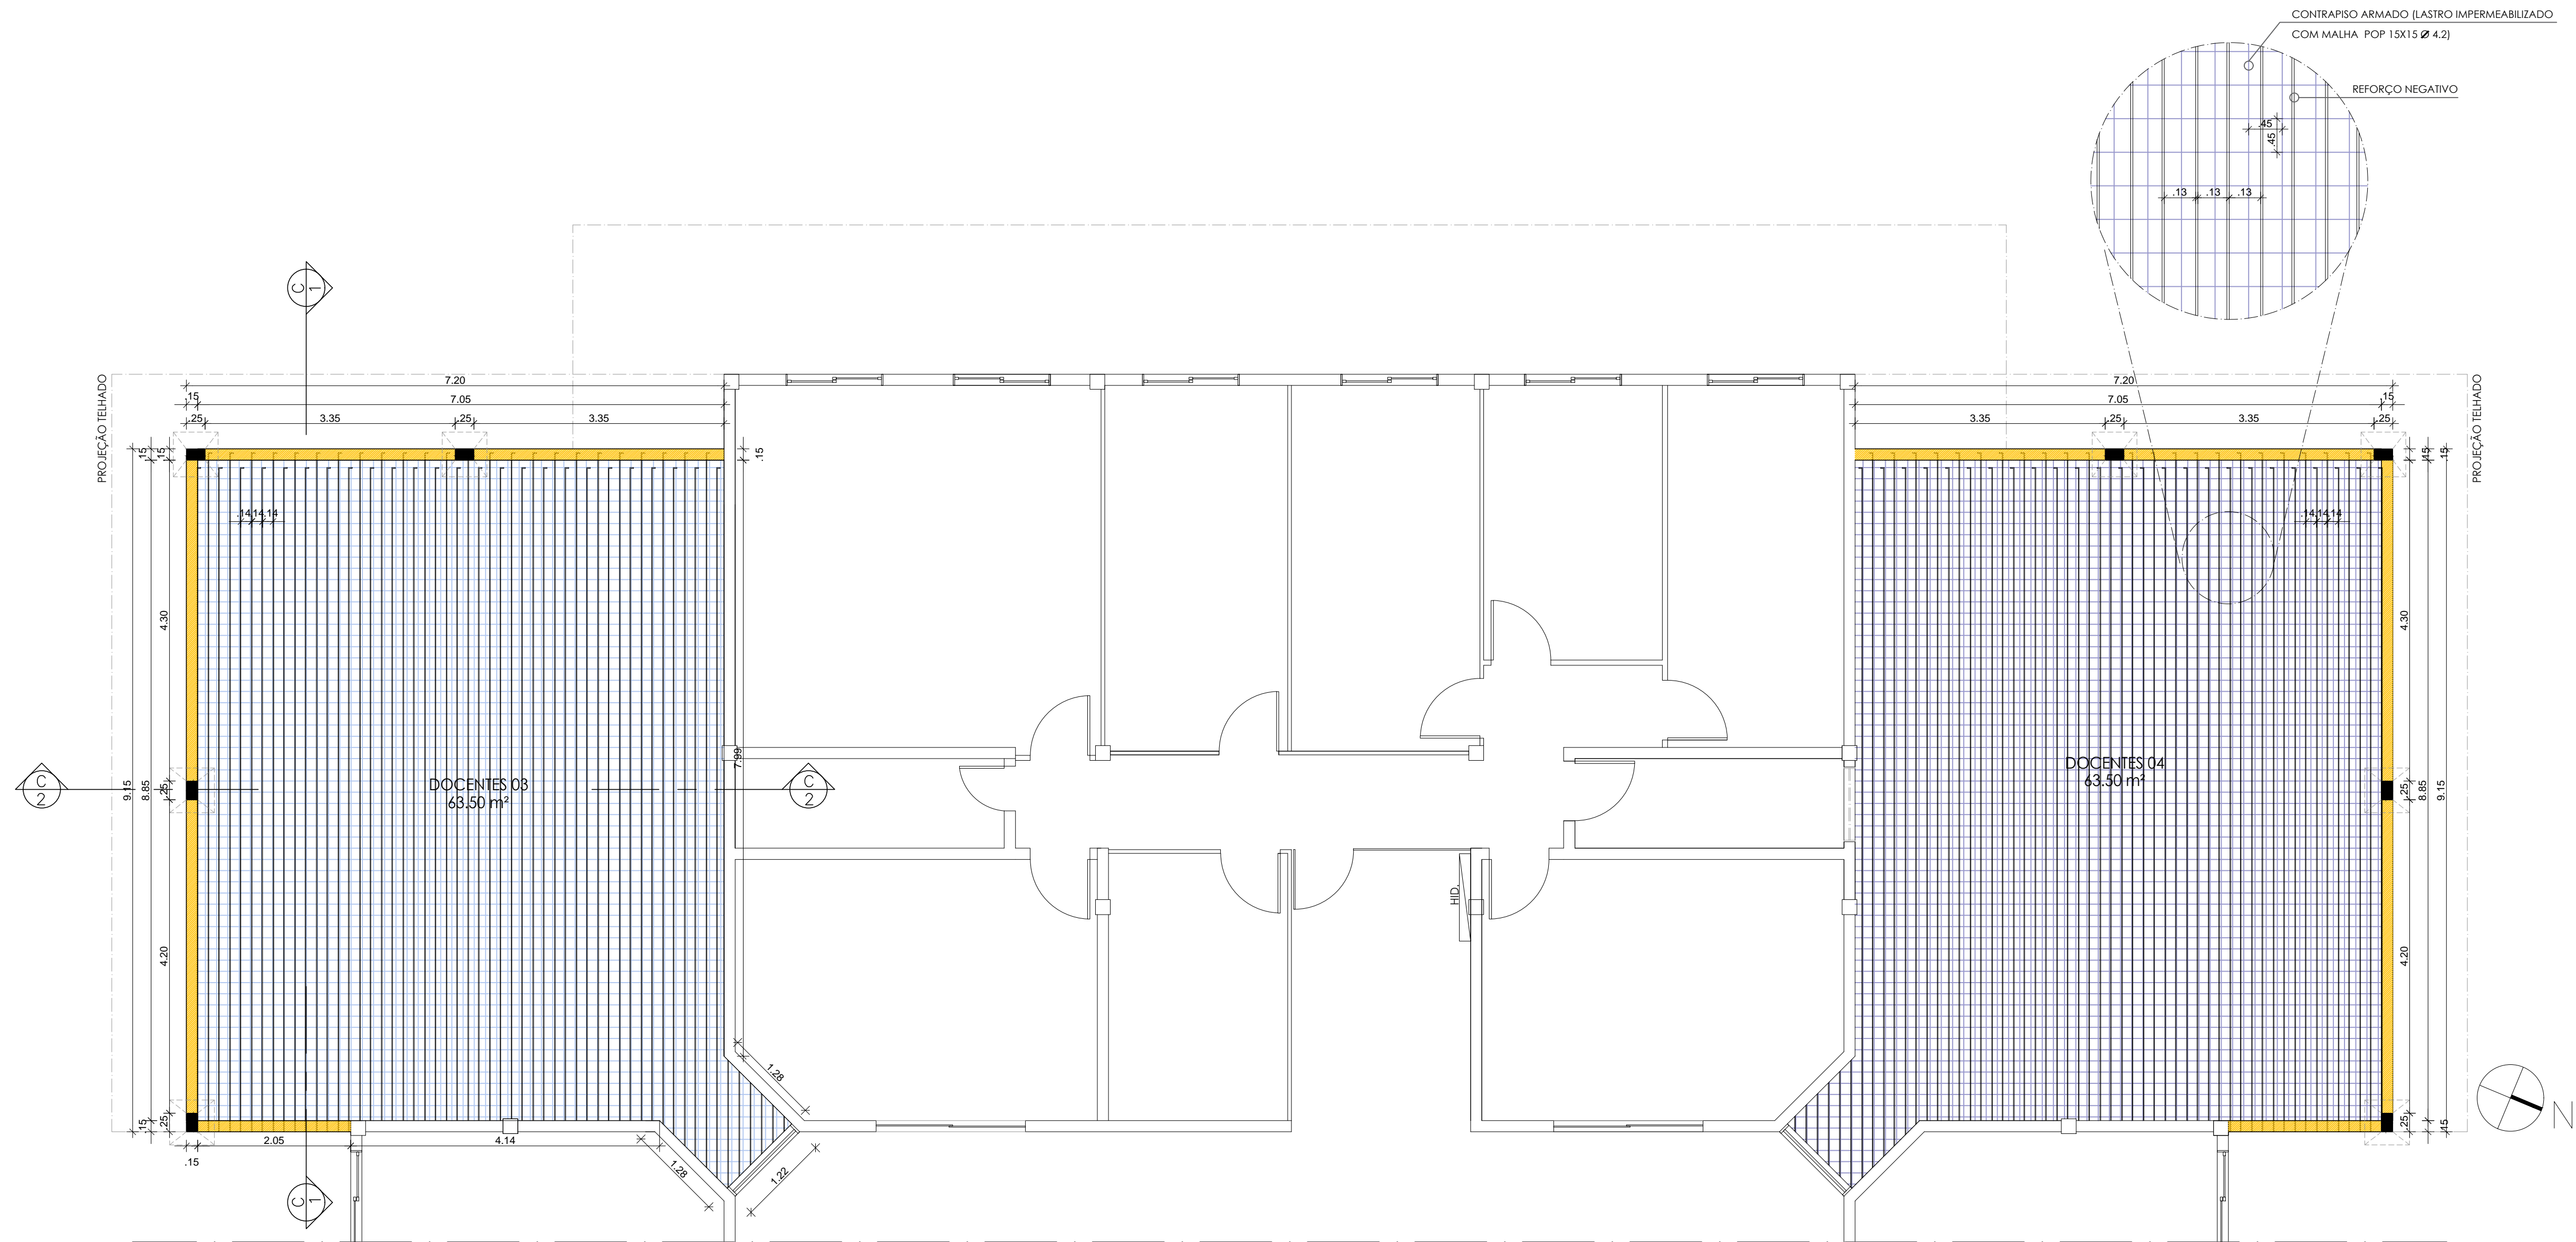 CONTRAPISO ARMADO (LASTRO IMPERMEABILIZADO
COM MALHA POP 15X15 Ø 4.2)
REFORÇO NEGATIVO
.45
.45
.13 .13 .13
C
1
PROJEÇÃO TELHADO
7.20
.15
7.05
.25
3.35
.25
3.35
.15
.15
.15
.14 .14 .14
4.30
9.15
8.85
.25
4.20
.25
.15
C
2
DOCENTES 03
63.50 m²
C
2
7.99
1.28
2.05
4.14
.15
1.28
1.22
C
1
HID.
7.20
7.05
.15
3.35
.25
3.35
.25
PROJEÇÃO TELHADO
.15
.15
.14 .14 .14
4.30
DOCENTES 04
63.50 m²
.25
8.85
9.15
4.20
.25
.15
N